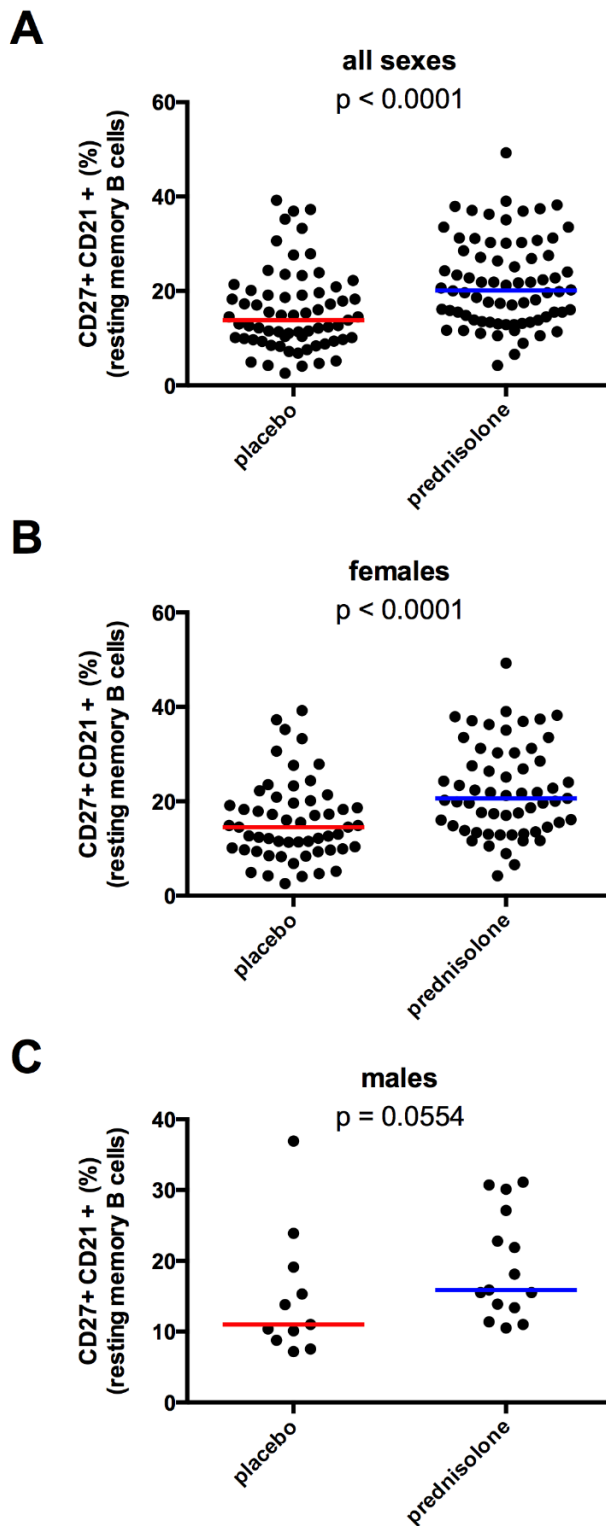 A
all sexes
p < 0.0001
CD27+ CD21 + (%)
(resting memory B cells)
60
40
20
0
placebo
prednisolone
B
females
p < 0.0001
CD27+ CD21 + (%)
(resting memory B cells)
60
40
20
0
placebo
prednisolone
C
males
p = 0.0554
CD27+ CD21 + (%)
(resting memory B cells)
40
30
20
10
0
placebo
prednisolone